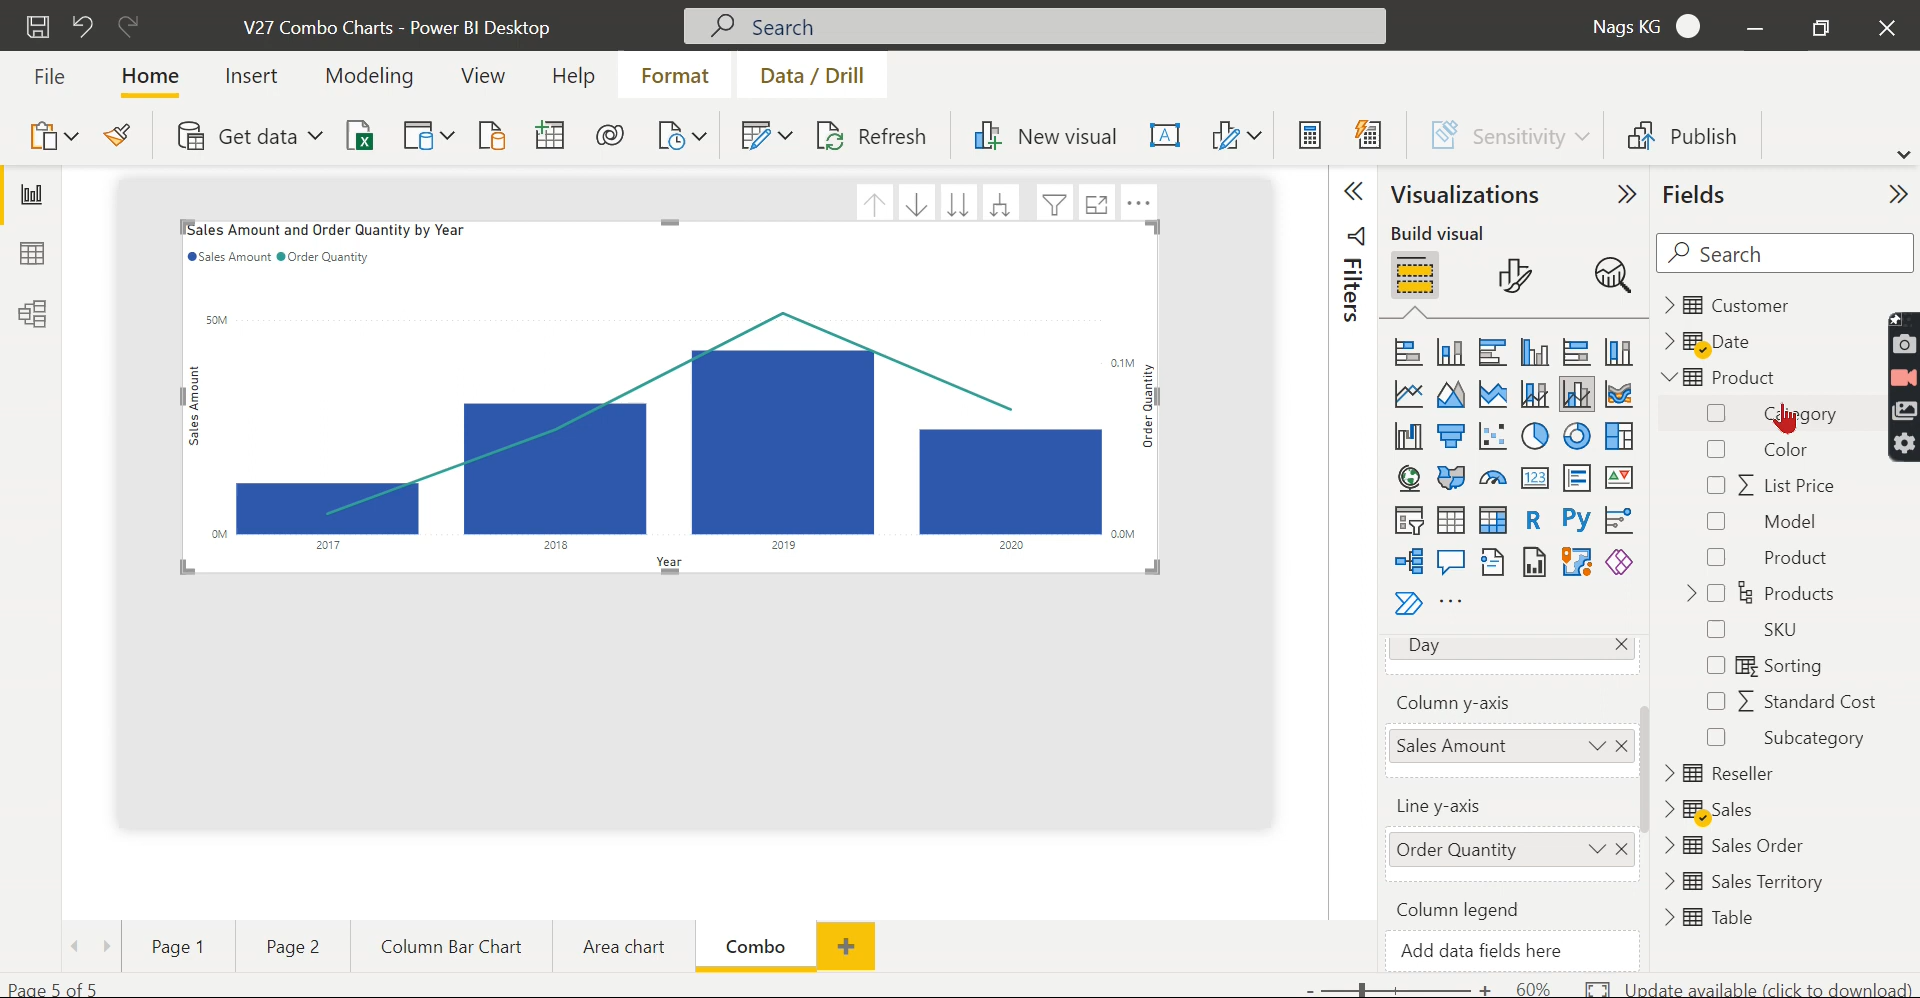 V27 Combo Charts - Power BI Desktop
Search
Nags KG
File
Home
Insert
Modeling
View
Help
Format
Data / Drill
Get data
Refresh
New visual
A
Sensitivity
Publish
Sales Amount and Order Quantity by Year
Sales Amount
Order Quantity
50M
0M
0.1M
0.0M
Sales Amount
Order Quantity
2017
2018
2019
2020
Year
Filters
Visualizations
Build visual
123
R
Py
Day
Column y-axis
Sales Amount
Line y-axis
Order Quantity
Column legend
Add data fields here
Fields
Search
Customer
Date
Product
Category
Color
List Price
Model
Product
Products
SKU
Sorting
Standard Cost
Subcategory
Reseller
Sales
Sales Order
Sales Territory
Table
Page 1
Page 2
Column Bar Chart
Area chart
Combo
Page 5 of 5
- + 60%
Update available (click to download)